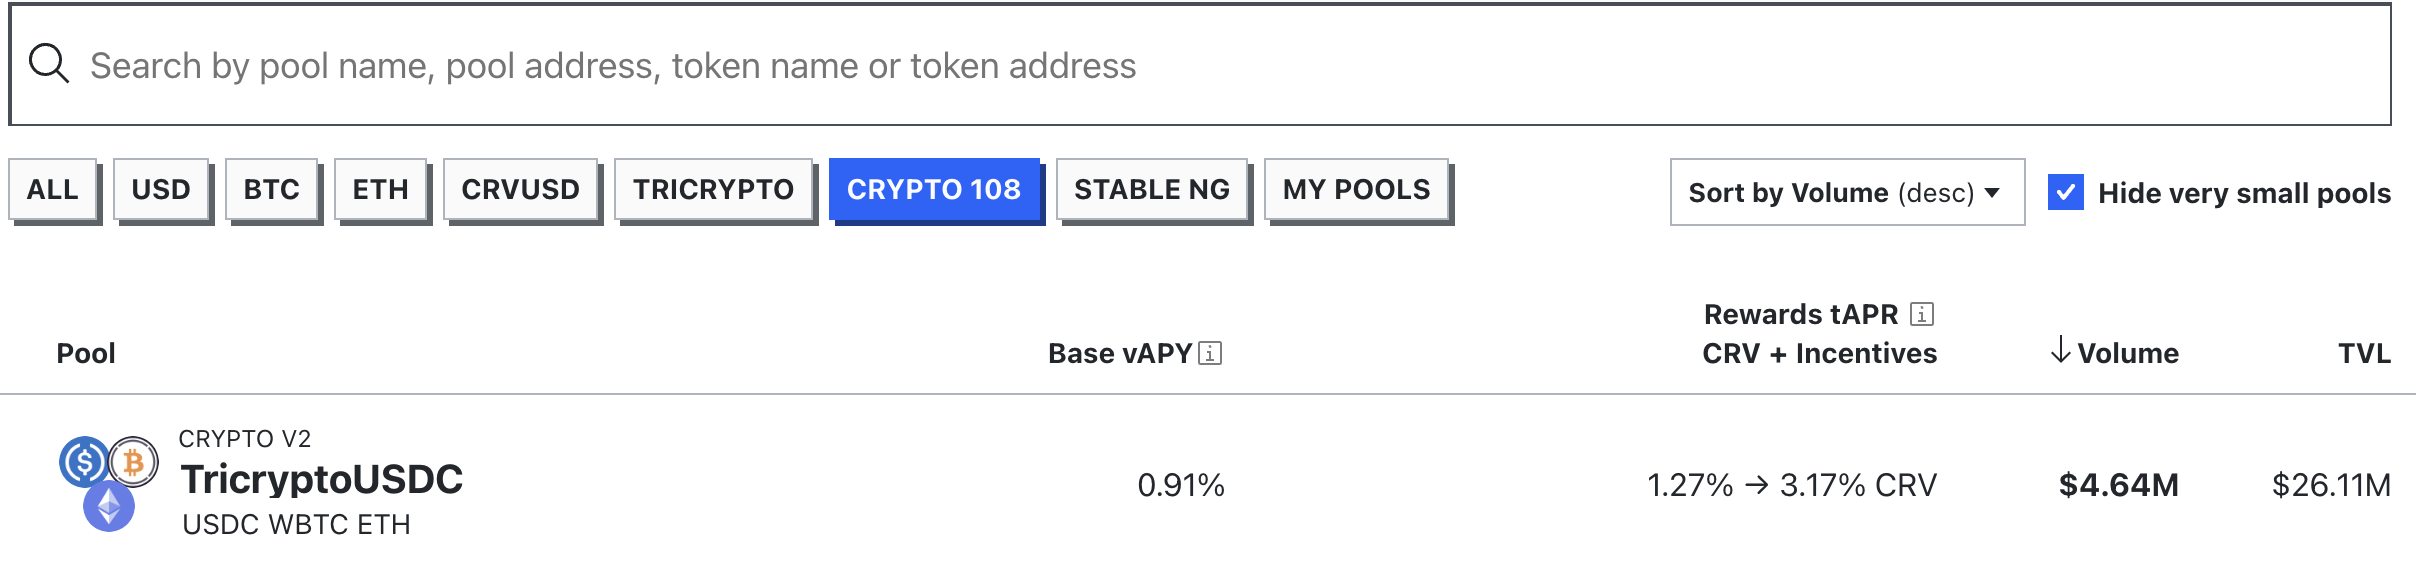 Search by pool name, pool address, token name or token address
ALL USD BTC ETH CRVUSD TRICRYPTO CRYPTO 108 STABLE NG MY POOLS Sort by Volume (desc) Hide very small pools
Rewards tAPR
Pool Base vAPY CRV + Incentives Volume TVL
CRYPTO V2
TricryptoUSDC
0.91% 1.27% → 3.17% CRV $4.64M $26.11M
USDC WBTC ETH